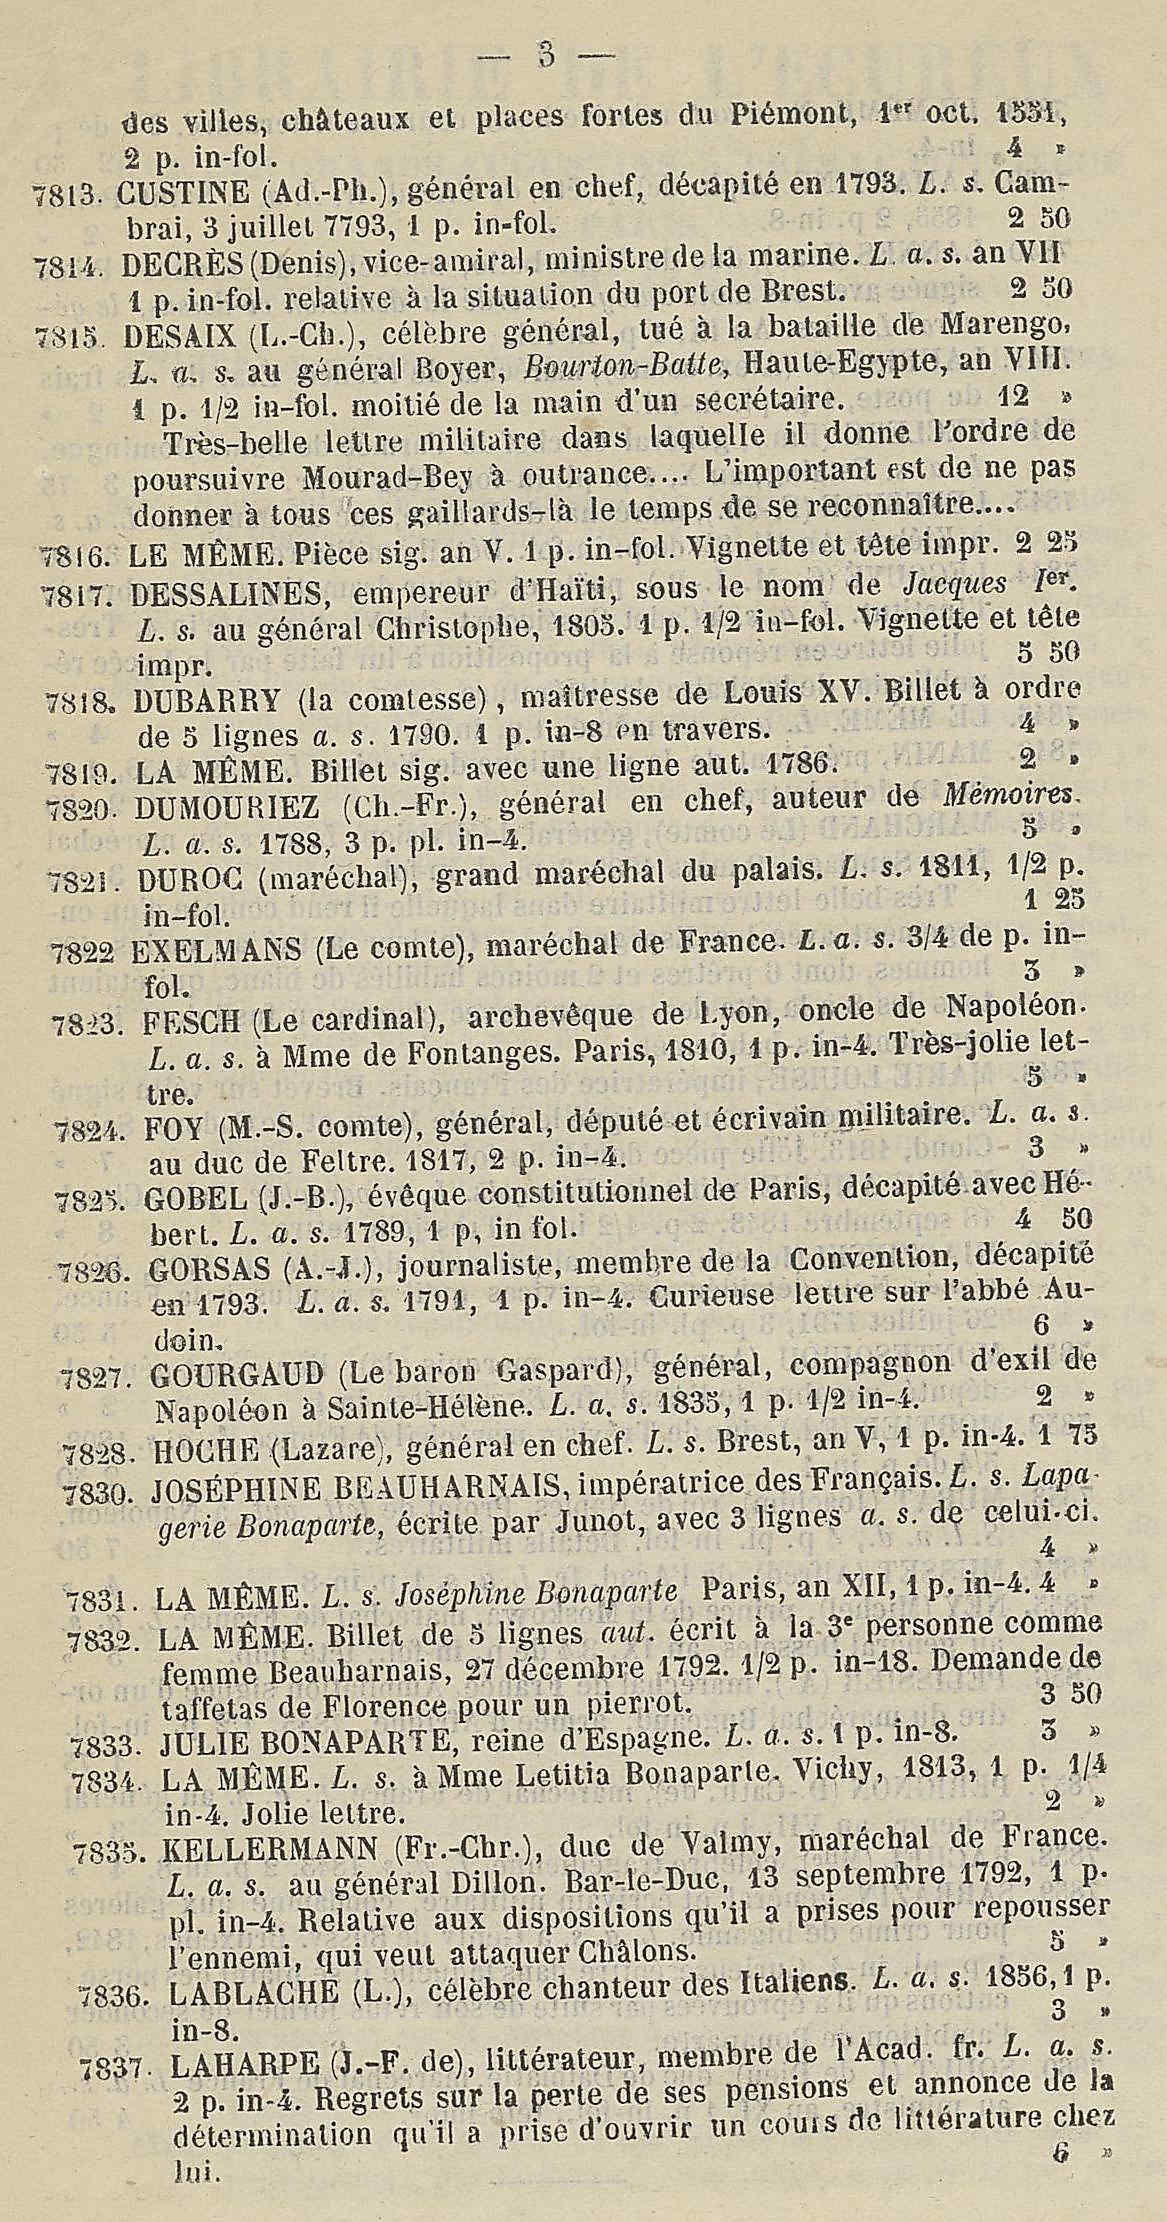 — 3 —
des villes, châteaux et places fortes du Piémont, 1er oct. 1551,
2 p. in-fol. 4 »
7813. CUSTINE (Ad.-Ph.), général en chef, décapité en 1793. L. s. Cam-
brai, 3 juillet 7793, 1 p. in-fol. 2 50
7814. DECRÈS (Denis), vice-amiral, ministre de la marine. L. a. s. an VII
1 p. in-fol. relative à la situation du port de Brest. 2 50
7815. DESAIX (L.-Ch.), célèbre général, tué à la bataille de Marengo,
L. a. s. au général Boyer, Bourton-Batte, Haute-Egypte, an VIII.
1 p. 1/2 in-fol. moitié de la main d'un secrétaire. 12 »
Très-belle lettre militaire dans laquelle il donne l'ordre de
poursuivre Mourad-Bey à outrance.... L'important est de ne pas
donner à tous ces gaillards-là le temps de se reconnaître....
7816. LE MÊME. Pièce sig. an V. 1 p. in-fol. Vignette et tête impr. 2 25
7817. DESSALINES, empereur d'Haïti, sous le nom de Jacques Ier.
L. s. au général Christophe, 1805. 1 p. 1/2 in-fol. Vignette et tête
impr. 5 50
7818. DUBARRY (la comtesse), maîtresse de Louis XV. Billet à ordre
de 5 lignes a. s. 1790. 1 p. in-8 en travers. 4 »
7819. LA MÊME. Billet sig. avec une ligne aut. 1786. 2 »
7820. DUMOURIEZ (Ch.-Fr.), général en chef, auteur de Mémoires.
L. a. s. 1788, 3 p. pl. in-4. 5 »
7821. DUROC (maréchal), grand maréchal du palais. L. s. 1811, 1/2 p.
in-fol. 1 25
7822 EXELMANS (Le comte), maréchal de France. L. a. s. 3/4 de p. in-
fol. 3 »
7823. FESCH (Le cardinal), archevêque de Lyon, oncle de Napoléon.
L. a. s. à Mme de Fontanges. Paris, 1810, 1 p. in-4. Très-jolie let-
tre. 5 »
7824. FOY (M.-S. comte), général, député et écrivain militaire. L. a. s.
au duc de Feltre. 1817, 2 p. in-4. 3 »
7825. GOBEL (J.-B.), évêque constitutionnel de Paris, décapité avec Hé-
bert. L. a. s. 1789, 1 p, in fol. 4 50
7826. GORSAS (A.-J.), journaliste, membre de la Convention, décapité
en 1793. L. a. s. 1791, 1 p. in-4. Curieuse lettre sur l'abbé Au-
doin. 6 »
7827. GOURGAUD (Le baron Gaspard), général, compagnon d'exil de
Napoléon à Sainte-Hélène. L. a. s. 1835, 1 p. 1/2 in-4. 2 »
7828. HOCHE (Lazare), général en chef. L. s. Brest, an V, 1 p. in-4. 1 75
7830. JOSÉPHINE BEAUHARNAIS, impératrice des Français. L. s. Lapa-
gerie Bonaparte, écrite par Junot, avec 3 lignes a. s. de celui-ci.
4 »
7831. LA MÊME. L. s. Joséphine Bonaparte Paris, an XII, 1 p. in-4. 4 »
7832. LA MÊME. Billet de 5 lignes aut. écrit à la 3e personne comme
femme Beauharnais, 27 décembre 1792. 1/2 p. in-18. Demande de
taffetas de Florence pour un pierrot. 3 50
7833. JULIE BONAPARTE, reine d'Espagne. L. a. s. 1 p. in-8. 3 »
7834. LA MÊME. L. s. à Mme Letitia Bonaparte. Vichy, 1813, 1 p. 1/4
in-4. Jolie lettre. 2 »
7835. KELLERMANN (Fr.-Chr.), duc de Valmy, maréchal de France.
L. a. s. au général Dillon. Bar-le-Duc, 13 septembre 1792, 1 p.
pl. in-4. Relative aux dispositions qu'il a prises pour repousser
l'ennemi, qui veut attaquer Châlons. 5 »
7836. LABLACHE (L.), célèbre chanteur des Italiens. L. a. s. 1856, 1 p.
in-8. 3 »
7837. LAHARPE (J.-F. de), littérateur, membre de l'Acad. fr. L. a. s.
2 p. in-4. Regrets sur la perte de ses pensions et annonce de la
détermination qu'il a prise d'ouvrir un cours de littérature chez
lui. 6 »